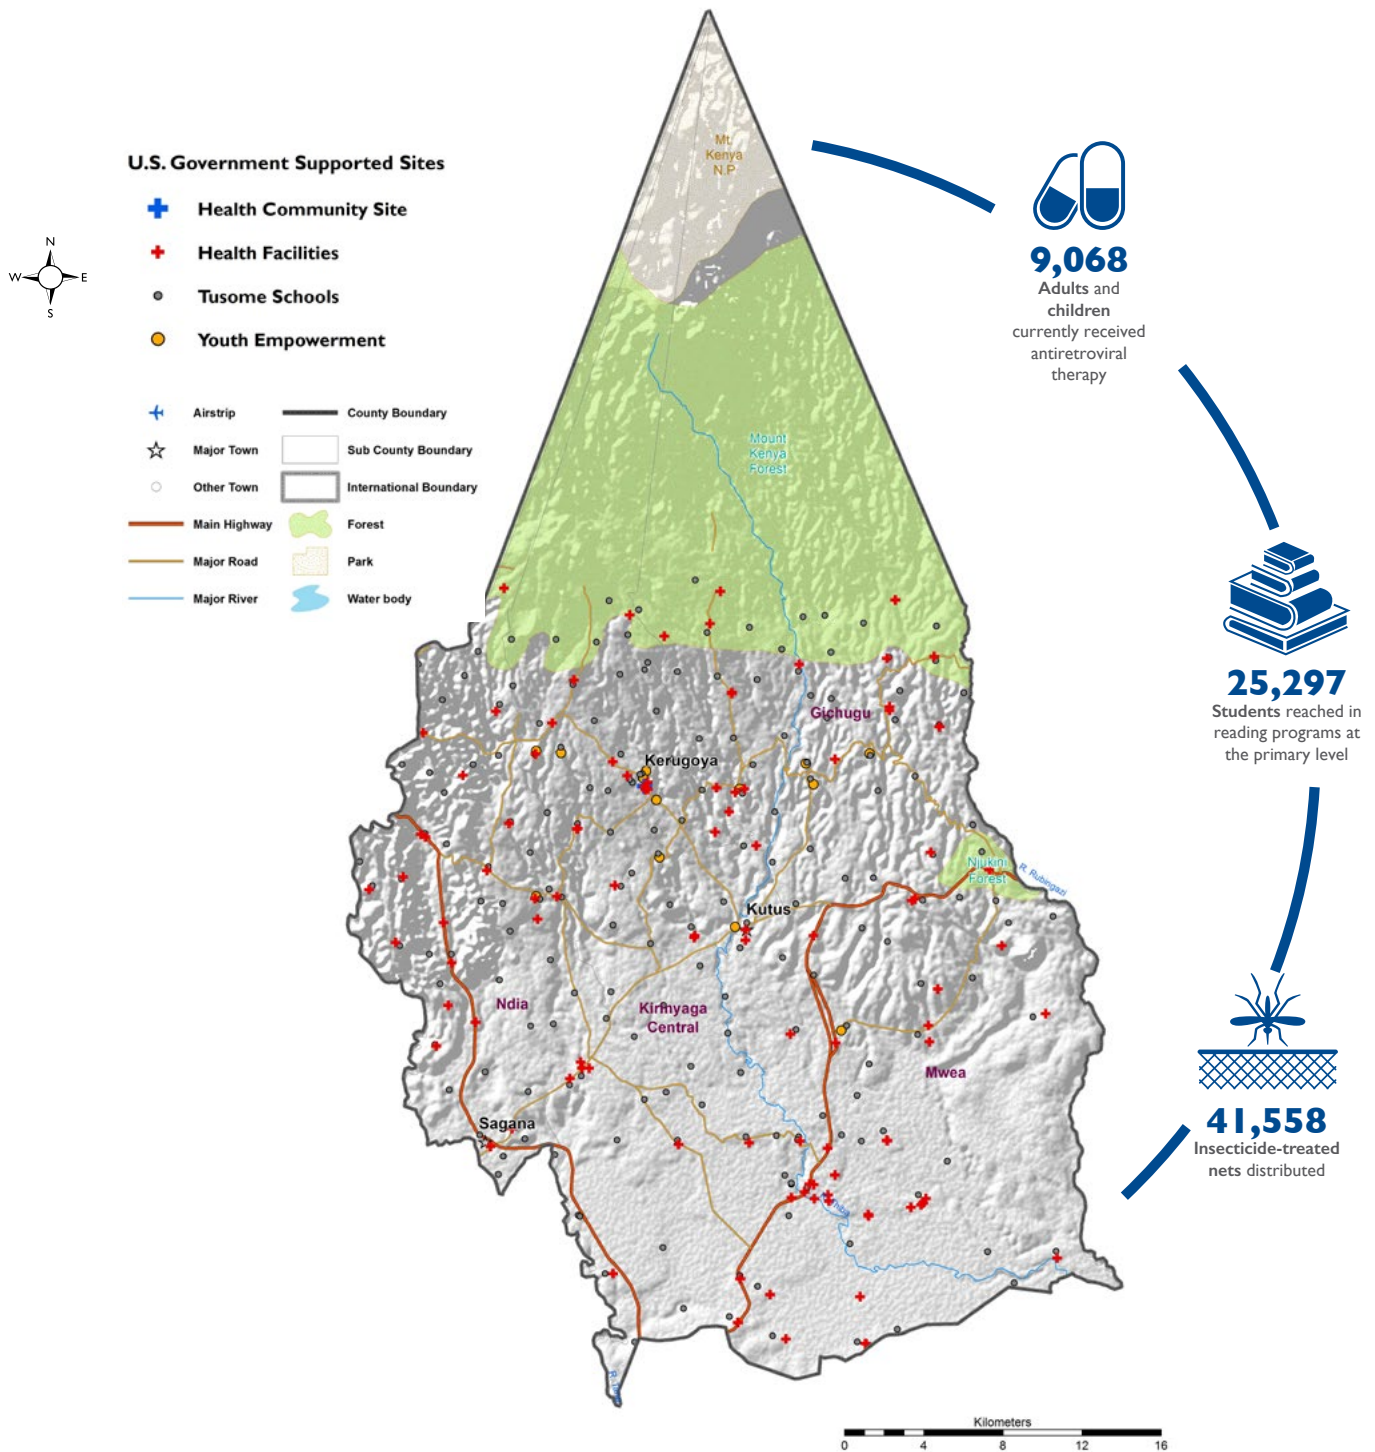 U.S. Government Supported Sites
Health Community Site
Health Facilities
Tusome Schools
Youth Empowerment
N
W E
S
Airstrip
County Boundary
Major Town
Sub County Boundary
Other Town
International Boundary
Main Highway
Forest
Major Road
Park
Major River
Water body
Mt.
Kenya
N.P
Mount
Kenya
Forest
Gichugu
Kerugoya
Njukini
Forest
R. Rubingazi
Kutus
Ndia
Kirinyaga
Central
Mwea
Sagana
9,068
Adults and
children
currently received
antiretroviral
therapy
25,297
Students reached in
reading programs at
the primary level
41,558
Insecticide-treated
nets distributed
Kilometers
0 4 8 12 16